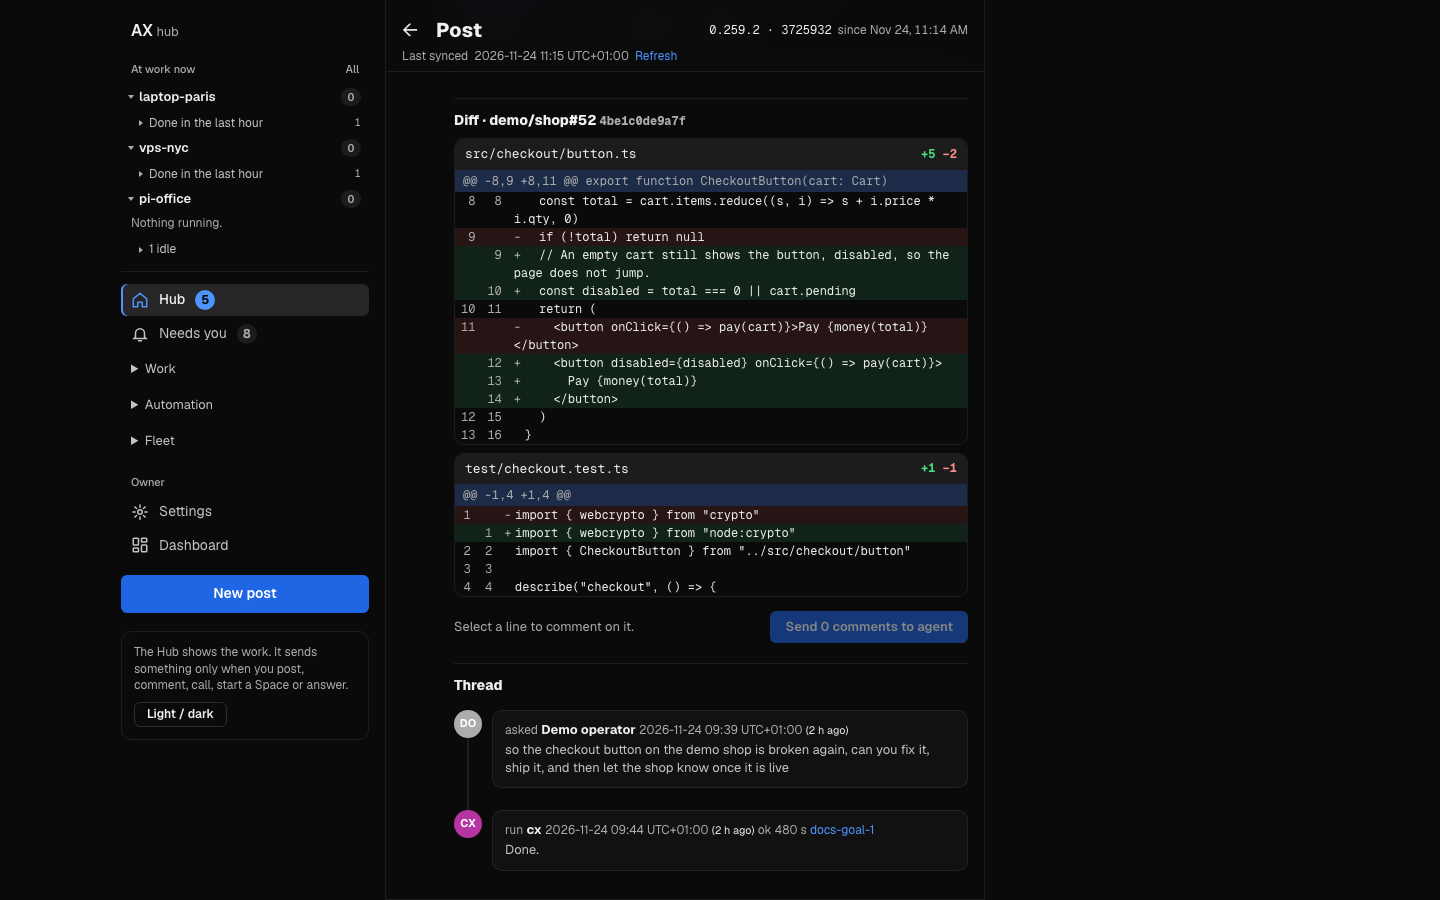 AX hub
At work now All
laptop-paris 0
Done in the last hour 1
vps-nyc 0
Done in the last hour 1
pi-office 0
Nothing running.
1 idle
Hub 5
Needs you 8
Work
Automation
Fleet
Owner
Settings
Dashboard
New post
The Hub shows the work. It sends
something only when you post,
comment, call, start a Space or answer.
Light / dark
Post
0.259.2 · 3725932 since Nov 24, 11:14 AM
Last synced 2026-11-24 11:15 UTC+01:00 Refresh
Diff · demo/shop#52 4be1c0de9a7f
src/checkout/button.ts +5 −2
@@ -8,9 +8,11 @@ export function CheckoutButton(cart: Cart)
8 8 const total = cart.items.reduce((s, i) => s + i.price *
i.qty, 0)
9 - if (!total) return null
9 + // An empty cart still shows the button, disabled, so the
page does not jump.
10 + const disabled = total === 0 || cart.pending
10 11 return (
11 - <button onClick={() => pay(cart)}>Pay {money(total)}
</button>
12 + <button disabled={disabled} onClick={() => pay(cart)}>
13 + Pay {money(total)}
14 + </button>
12 15 )
13 16 }
test/checkout.test.ts +1 −1
@@ -1,4 +1,4 @@
1 - import { webcrypto } from "crypto"
1 + import { webcrypto } from "node:crypto"
2 2 import { CheckoutButton } from "../src/checkout/button"
3 3
4 4 describe("checkout", () => {
Select a line to comment on it. Send 0 comments to agent
Thread
DO
asked Demo operator 2026-11-24 09:39 UTC+01:00 (2 h ago)
so the checkout button on the demo shop is broken again, can you fix it,
ship it, and then let the shop know once it is live
CX
run cx 2026-11-24 09:44 UTC+01:00 (2 h ago) ok 480 s docs-goal-1
Done.